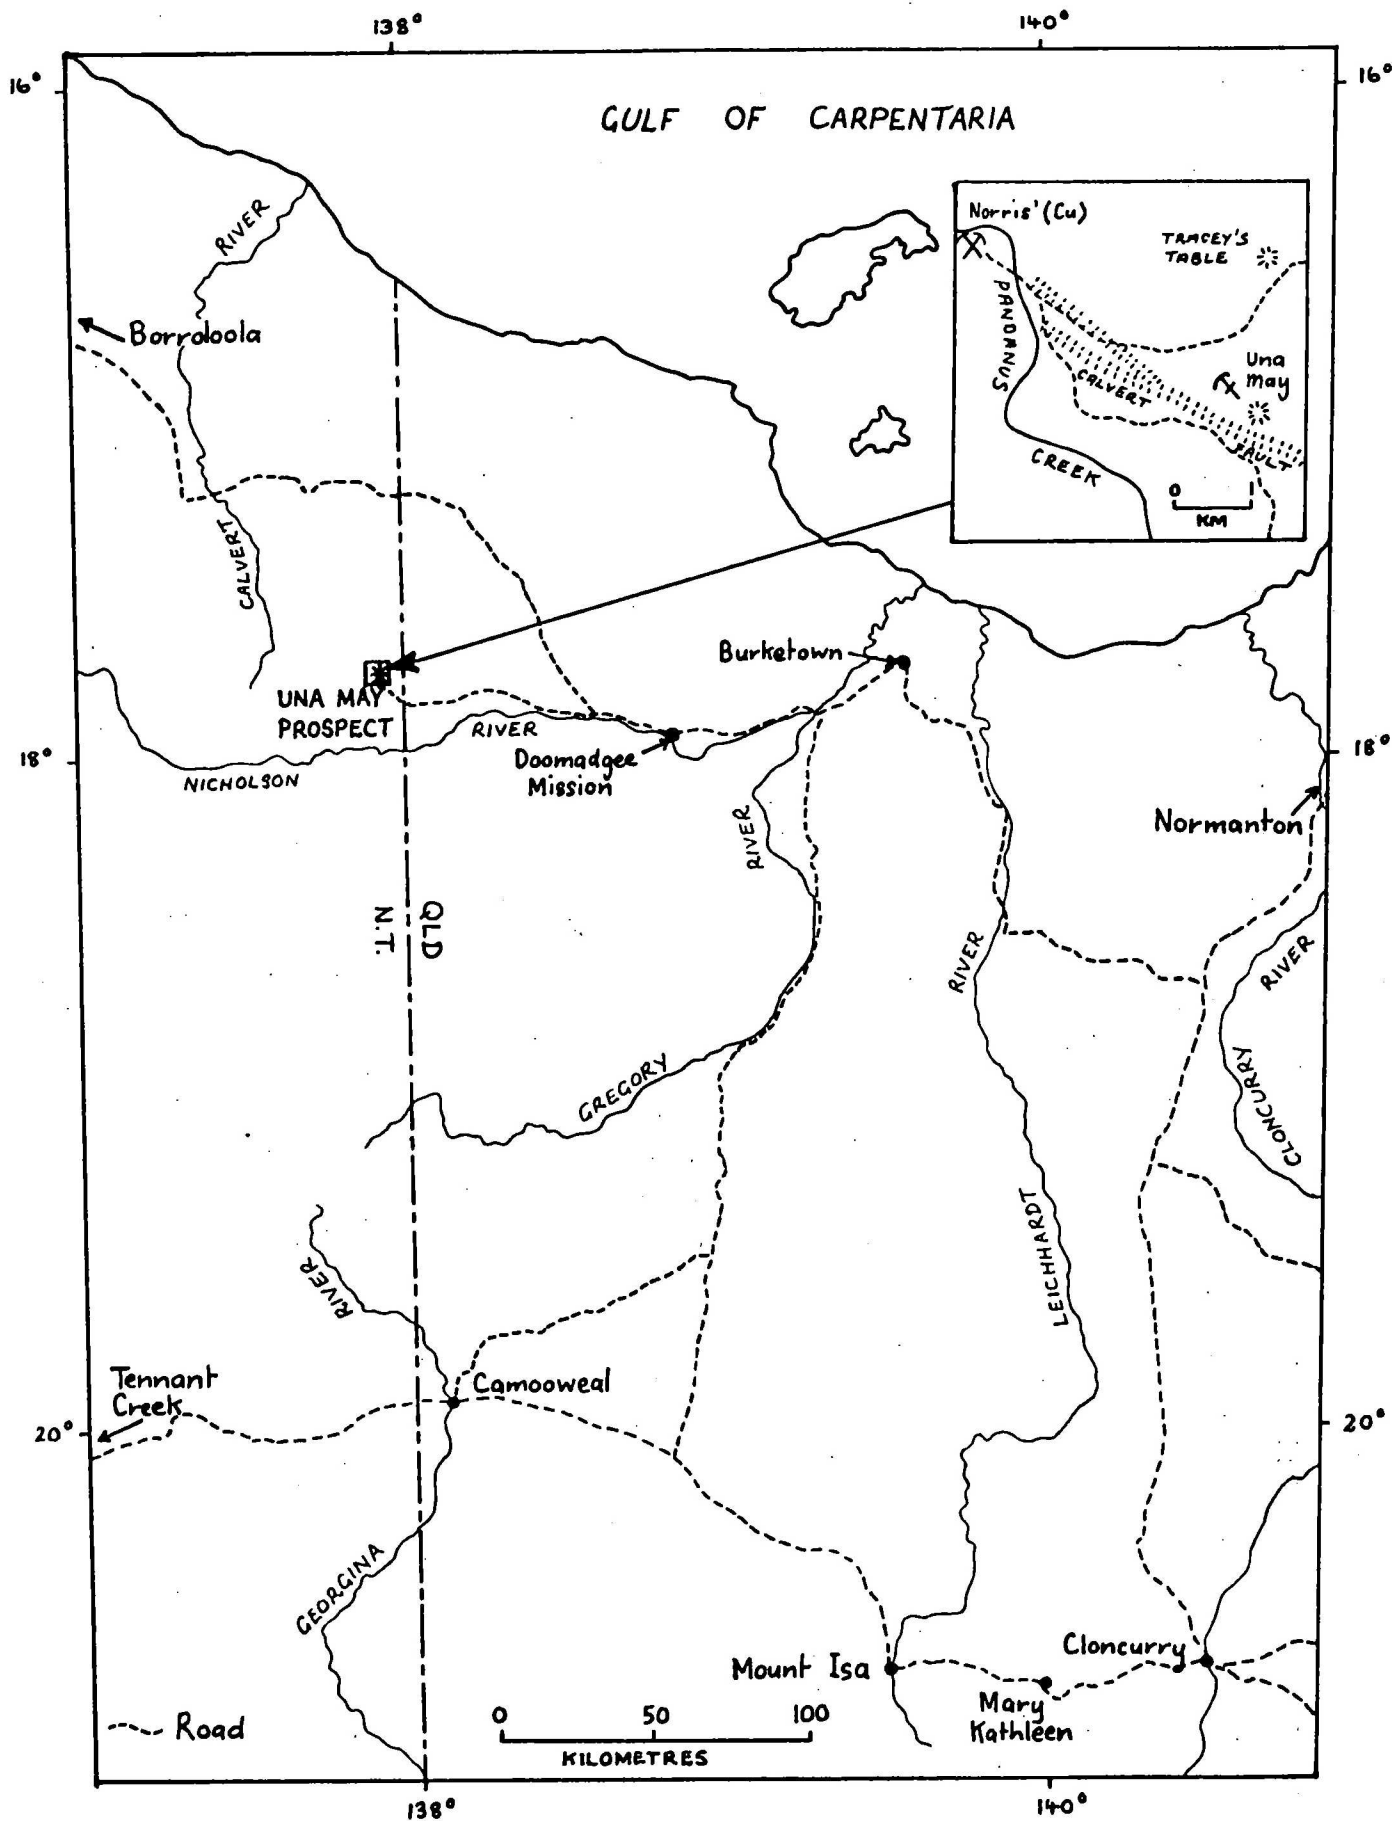 138°
140°
16°
16°
GULF OF CARPENTARIA
Norris' (Cu)
TRACEY'S
TABLE
PANDANUS
CREEK
CALVERT
FAULT
Una
May
0
1
KM
RIVER
CALVERT
Borroloola
UNA MAY
PROSPECT
Burketown
RIVER
NICHOLSON
Doomadgee
Mission
18°
18°
Normanton
RIVER
GREGORY
QLD
N.T.
RIVER
LEICHHARDT
RIVER
CLONCURRY
RIVER
GEORGINA
Tennant
Creek
Camooweal
20°
20°
Mount Isa
Mary
Kathleen
Cloncurry
Road
0
50
100
KILOMETRES
138°
140°